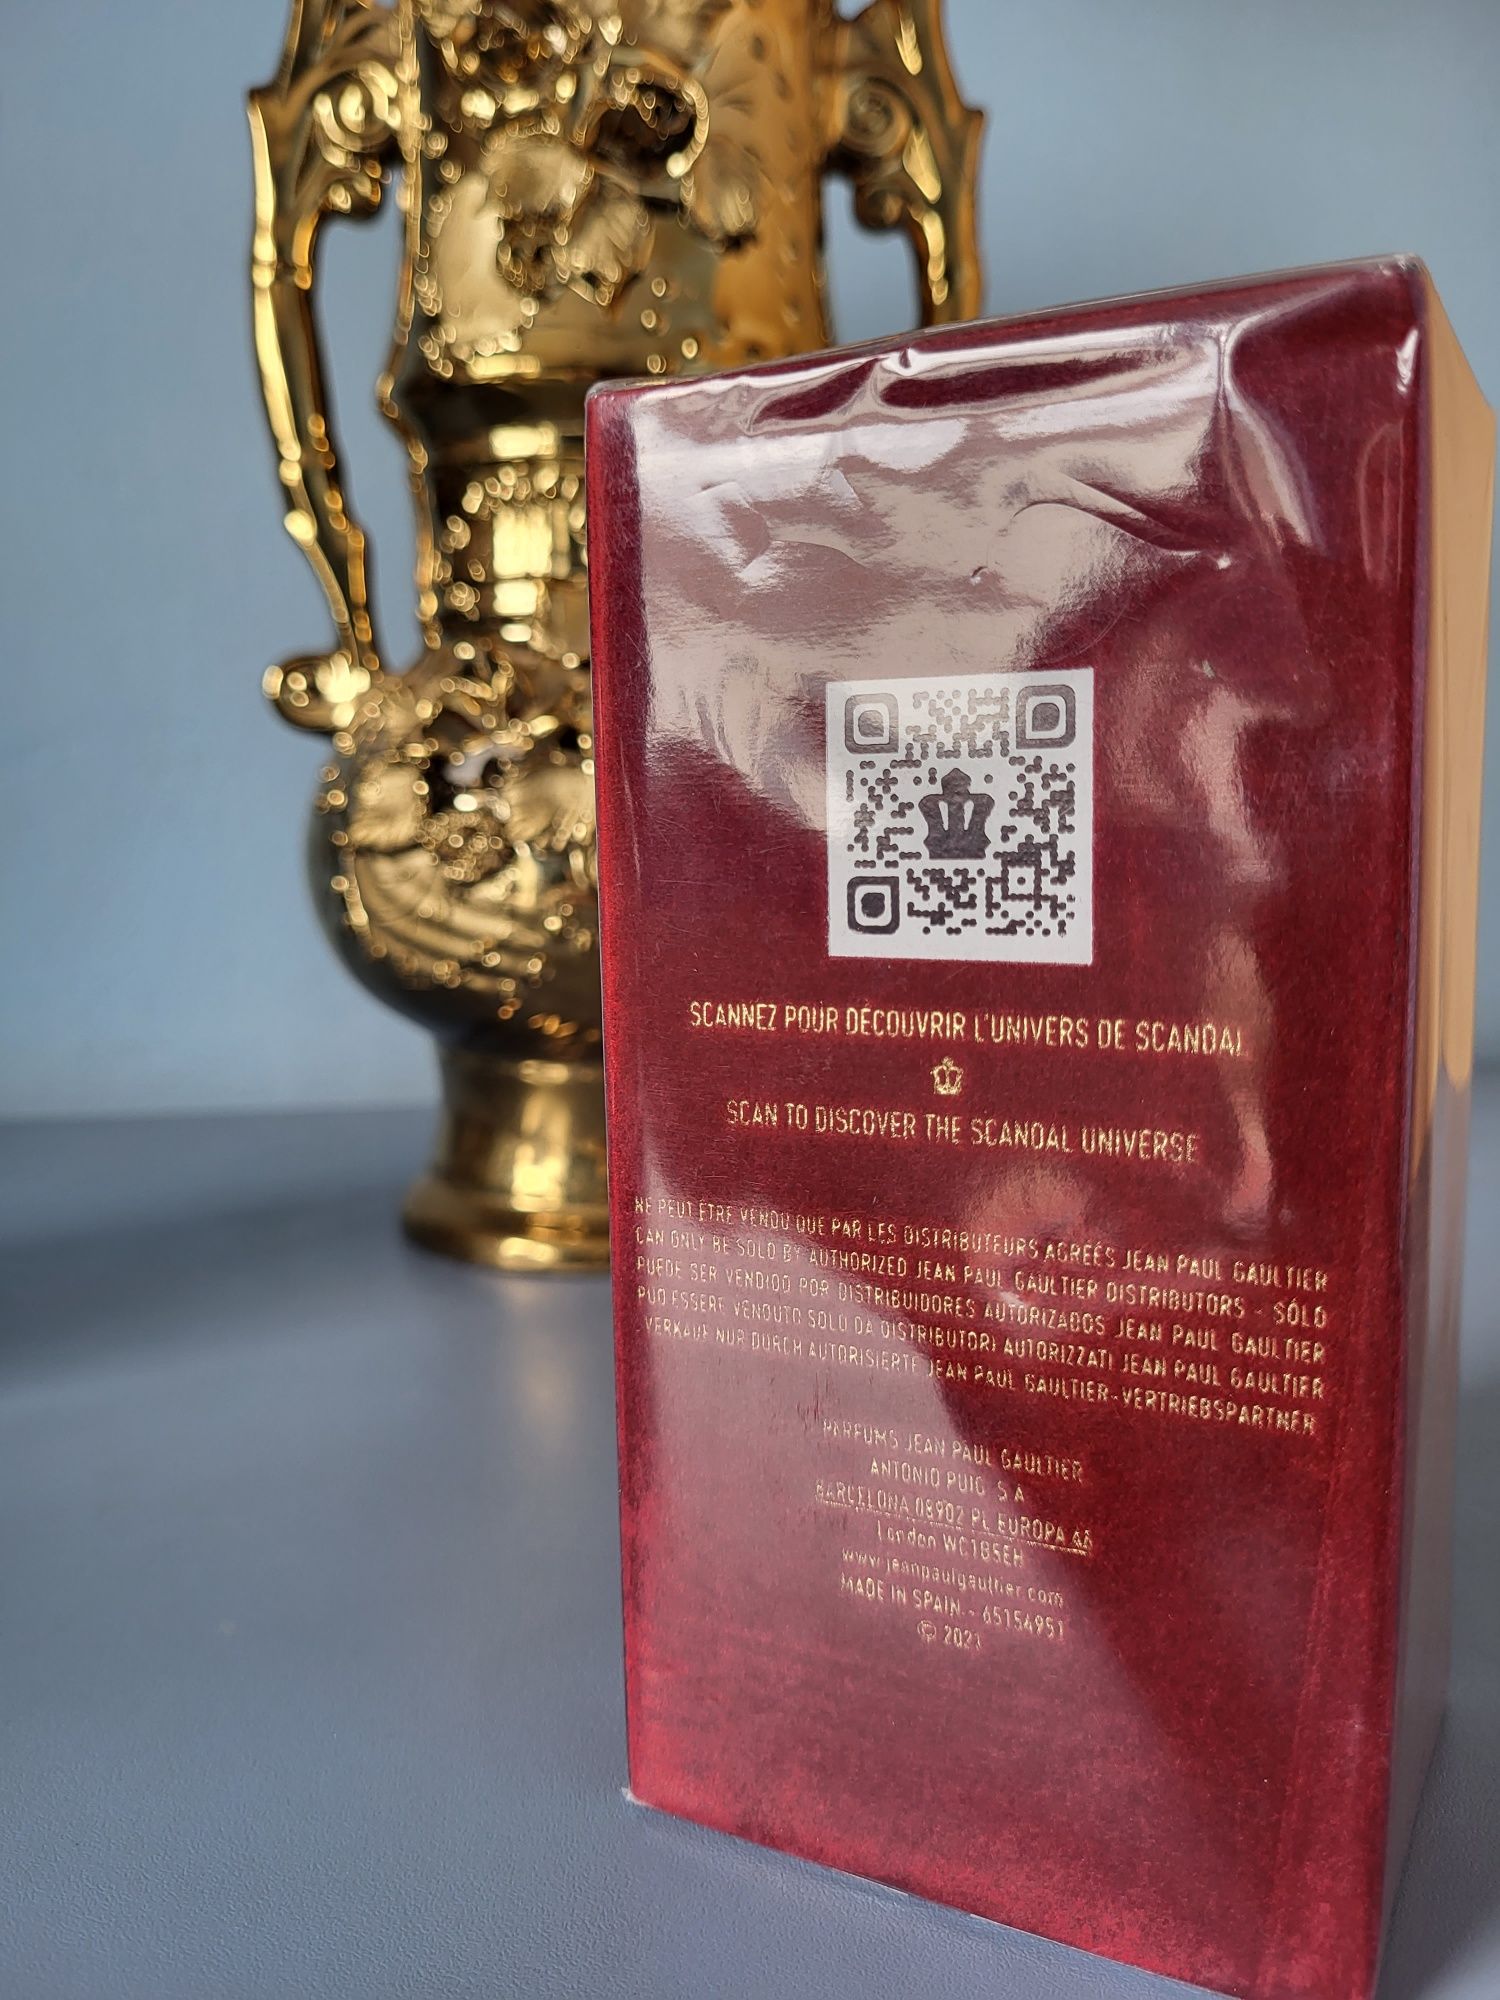 SCANNEZ POUR DÉCOUVRIR L'UNIVERS DE SCANDAL
SCAN TO DISCOVER THE SCANDAL UNIVERSE
NE PEUT ÊTRE VENDU QUE PAR LES DISTRIBUTEURS AGRÉÉS JEAN PAUL GAULTIER
CAN ONLY BE SOLD BY AUTHORIZED JEAN PAUL GAULTIER DISTRIBUTORS - SÓLO
PUEDE SER VENDIDO POR DISTRIBUIDORES AUTORIZADOS JEAN PAUL GAULTIER
PUÒ ESSERE VENDUTO SOLO DA DISTRIBUTORI AUTORIZZATI JEAN PAUL GAULTIER
VERKAUF NUR DURCH AUTORISIERTE JEAN PAUL GAULTIER-VERTRIEBSPARTNER
PARFUMS JEAN PAUL GAULTIER
ANTONIO PUIG S A
BARCELONA 08902 PL EUROPA 46
London WC1B5EH
www.jeanpaulgaultier.com
MADE IN SPAIN - 65154951
© 2021